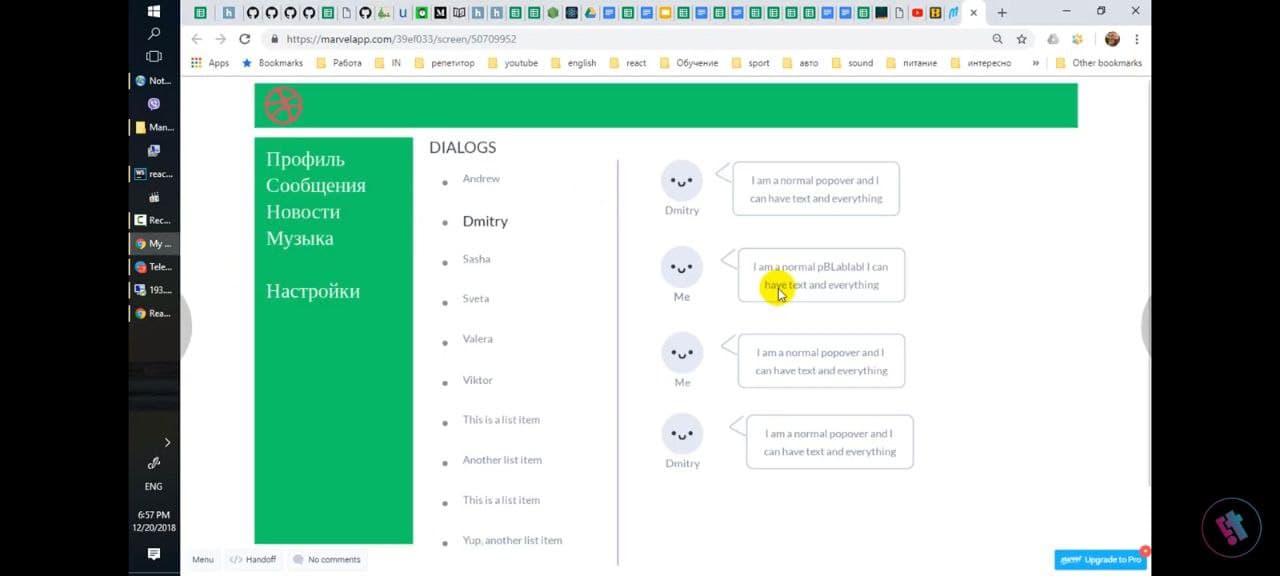 https://marvelapp.com/39ef033/screen/50709952
Apps
Bookmarks
Работа
IN
репетитор
youtube
english
react
Обучение
sport
авто
sound
питание
интересно
»
Other bookmarks
Not...
Man...
reac...
Rec...
My ...
Tele...
193....
Rea...
ENG
6:57 PM
12/20/2018
Профиль
Сообщения
Новости
Музыка
Настройки
DIALOGS
Andrew
Dmitry
Sasha
Sveta
Valera
Viktor
This is a list item
Another list item
This is a list item
Yup, another list item
I am a normal popover and I
can have text and everything
Dmitry
I am a normal pBLablabl I can
have text and everything
Me
I am a normal popover and I
can have text and everything
Me
I am a normal popover and I
can have text and everything
Dmitry
Menu
</> Handoff
No comments
Upgrade to Pro